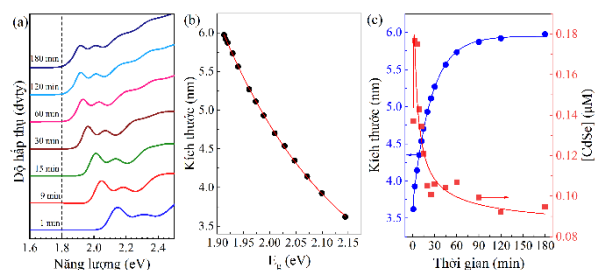 (a)
Độ hấp thụ (đvty)
180 min
120 min
60 min
30 min
15 min
9 min
1 min
1.6 1.8 2.0 2.2 2.4
Năng lượng (eV)
(b)
Kích thước (nm)
6.0
5.5
5.0
4.5
4.0
3.5
1.90 1.95 2.00 2.05 2.10 2.15
Eg (eV)
(c)
Kích thước (nm)
6.0
5.5
5.0
4.5
4.0
3.5
0 30 60 90 120 150 180
Thời gian (min)
0.18
0.16
0.14
0.12
0.10
0.08
[CdSe] (μM)